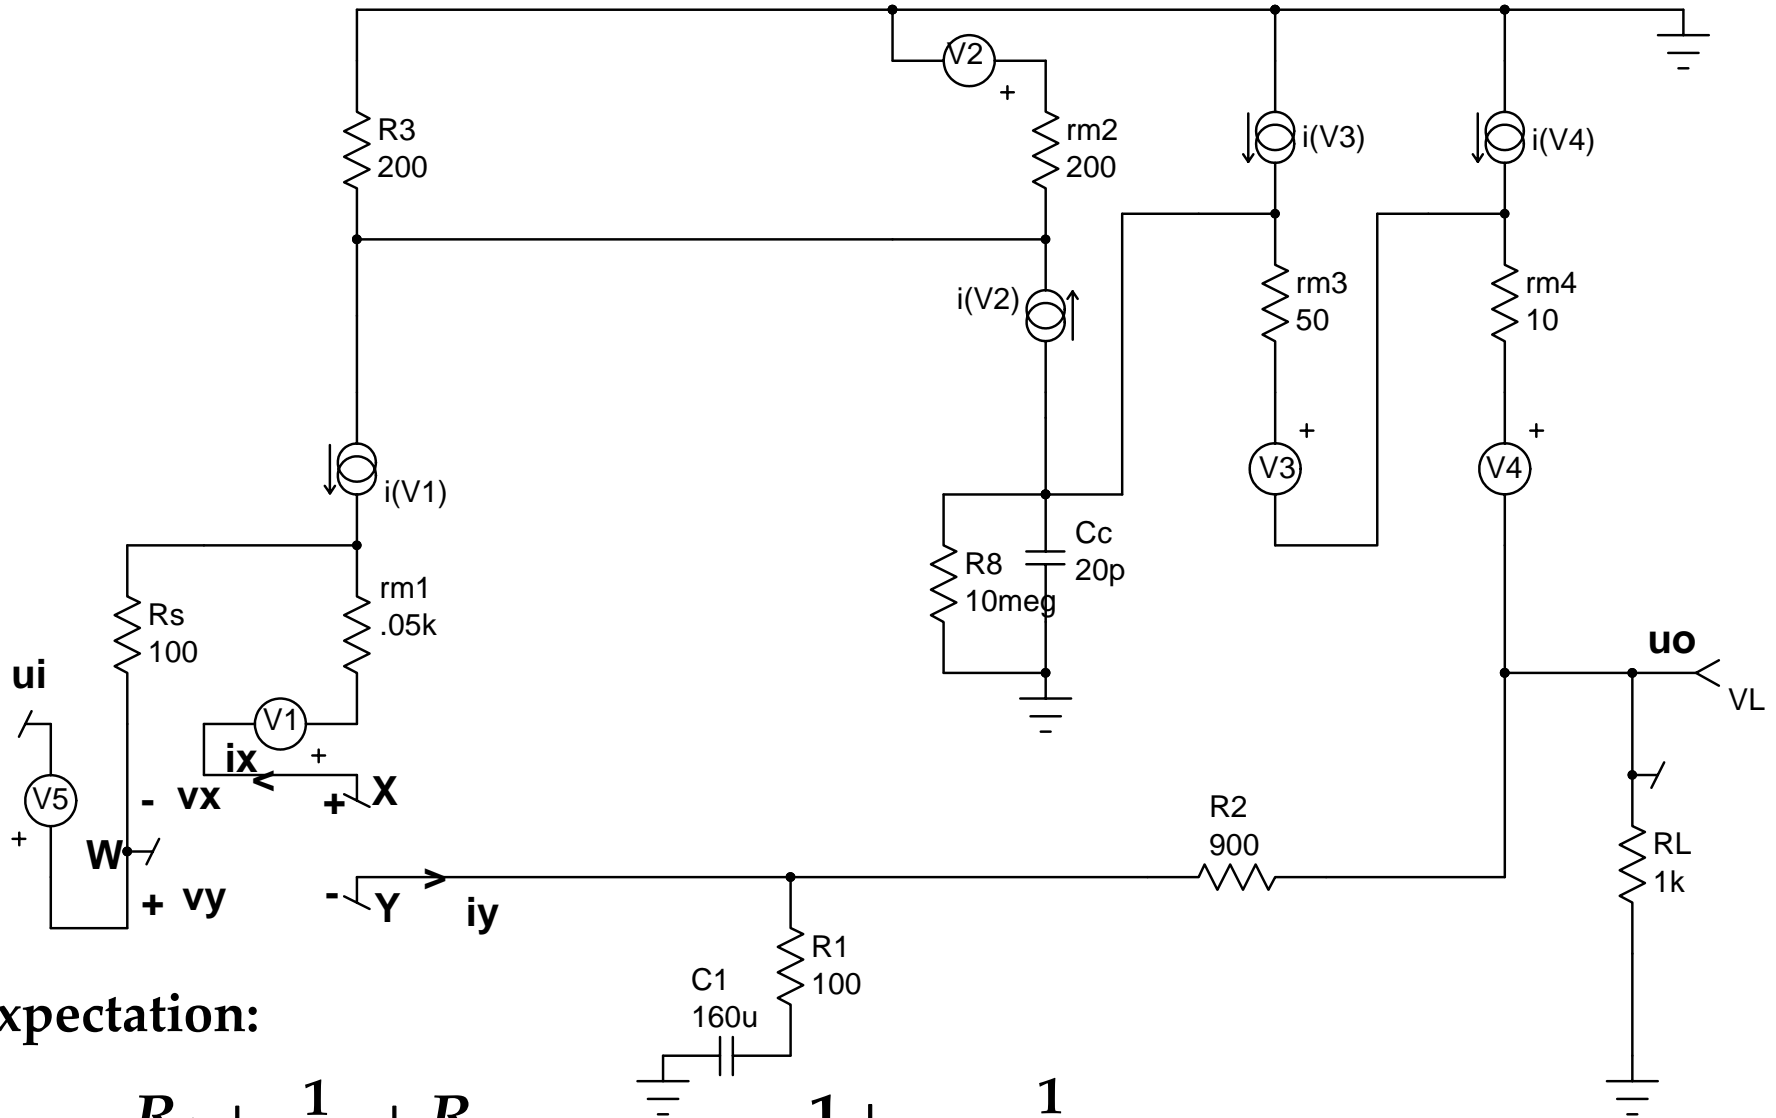 V2
+
R3
200
rm2
200
i(V3)
i(V4)
i(V2)
rm3
50
rm4
10
+
+
V3
V4
i(V1)
Cc
20p
R8
10meg
rm1
.05k
Rs
100
ui
uo
VL
V1
+
ix
V5
+
- vx
+ X
W
+ vy
- Y
iy
R2
900
RL
1k
R1
100
C1
160u
xpectation:
1
1